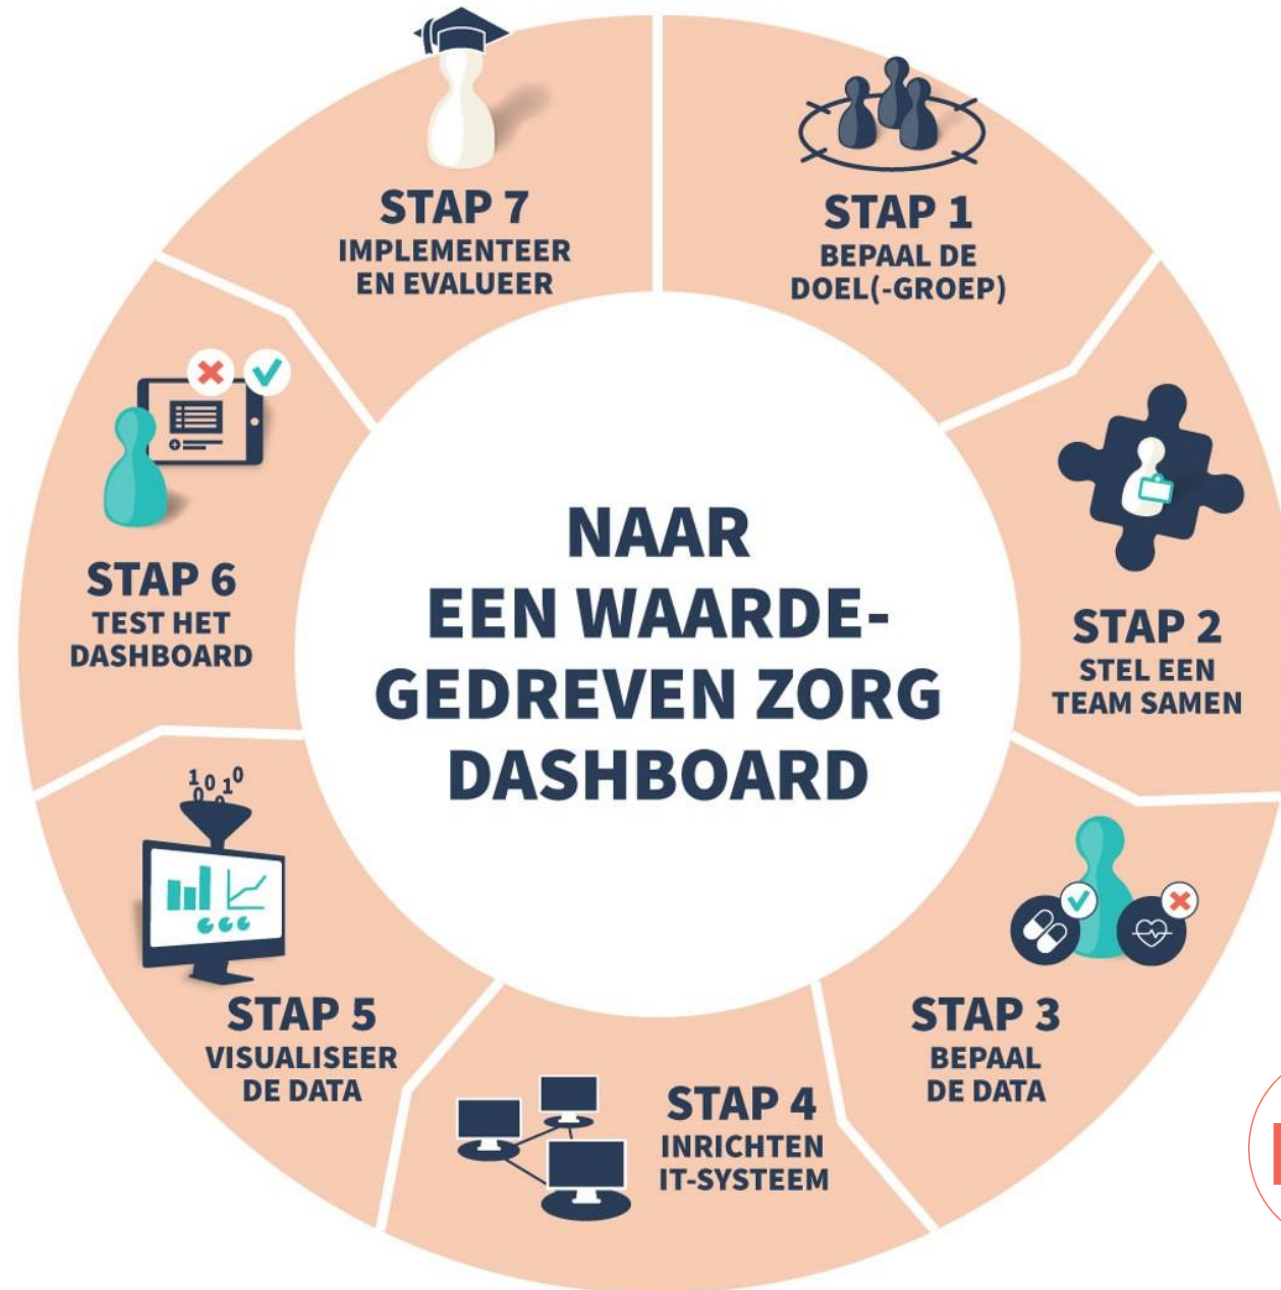 NAAR
EEN WAARDE-
GEDREVEN ZORG
DASHBOARD
STAP 1
BEPAAL DE
DOEL(-GROEP)
STAP 2
STEL EEN
TEAM SAMEN
STAP 3
BEPAAL
DE DATA
STAP 4
INRICHTEN
IT-SYSTEEM
STAP 5
VISUALISEER
DE DATA
STAP 6
TEST HET
DASHBOARD
STAP 7
IMPLEMENTEER
EN EVALUEER